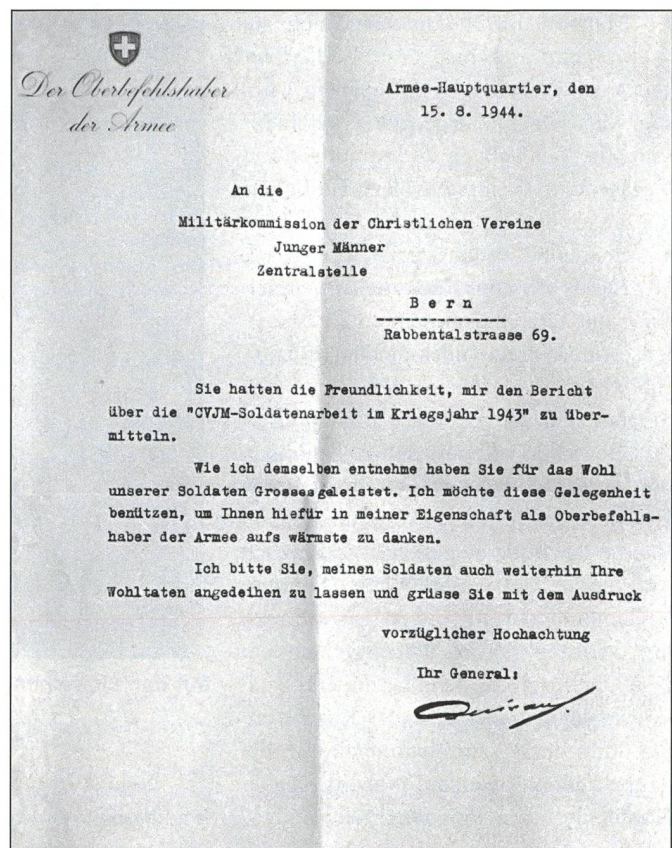 Der Oberbefehlshaber
der Armee
Armee-Hauptquartier, den
15. 8. 1944.
An die
Militärkommission der Christlichen Vereine
Junger Männer
Zentralstelle
B e r n
Rabbentalstrasse 69.
Sie hatten die Freundlichkeit, mir den Bericht
über die "CVJM-Soldatenarbeit im Kriegsjahr 1943" zu über-
mitteln.
Wie ich demselben entnehme haben Sie für das Wohl
unserer Soldaten Grosses geleistet. Ich möchte diese Gelegenheit
benützen, um Ihnen hiefür in meiner Eigenschaft als Oberbefehls-
haber der Armee aufs wärmste zu danken.
Ich bitte Sie, meinen Soldaten auch weiterhin Ihre
Wohltaten angedeihen zu lassen und grüsse Sie mit dem Ausdruck
vorzüglicher Hochachtung
Ihr General: